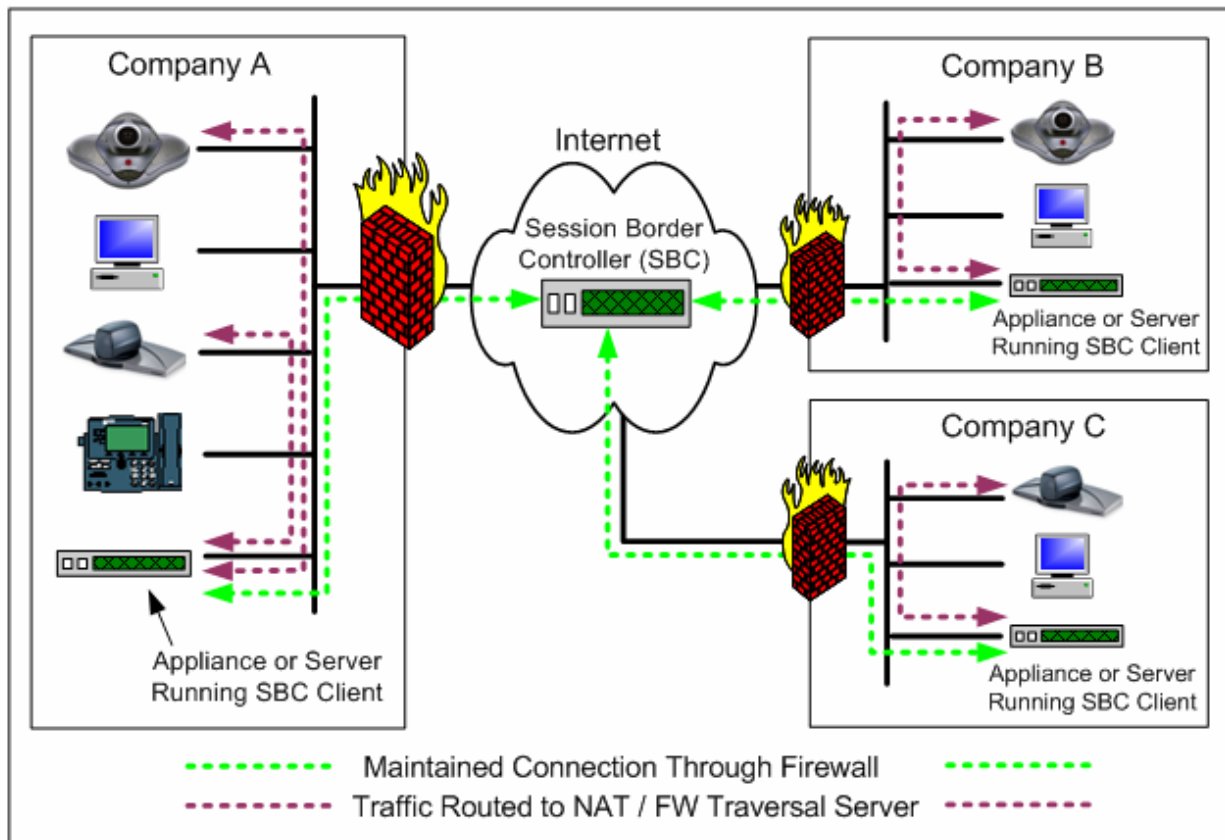 Company A
Company B
Internet
Session Border
Controller (SBC)
Appliance or Server
Running SBC Client
Company C
Appliance or Server
Running SBC Client
Appliance or Server
Running SBC Client
Maintained Connection Through Firewall
Traffic Routed to NAT / FW Traversal Server